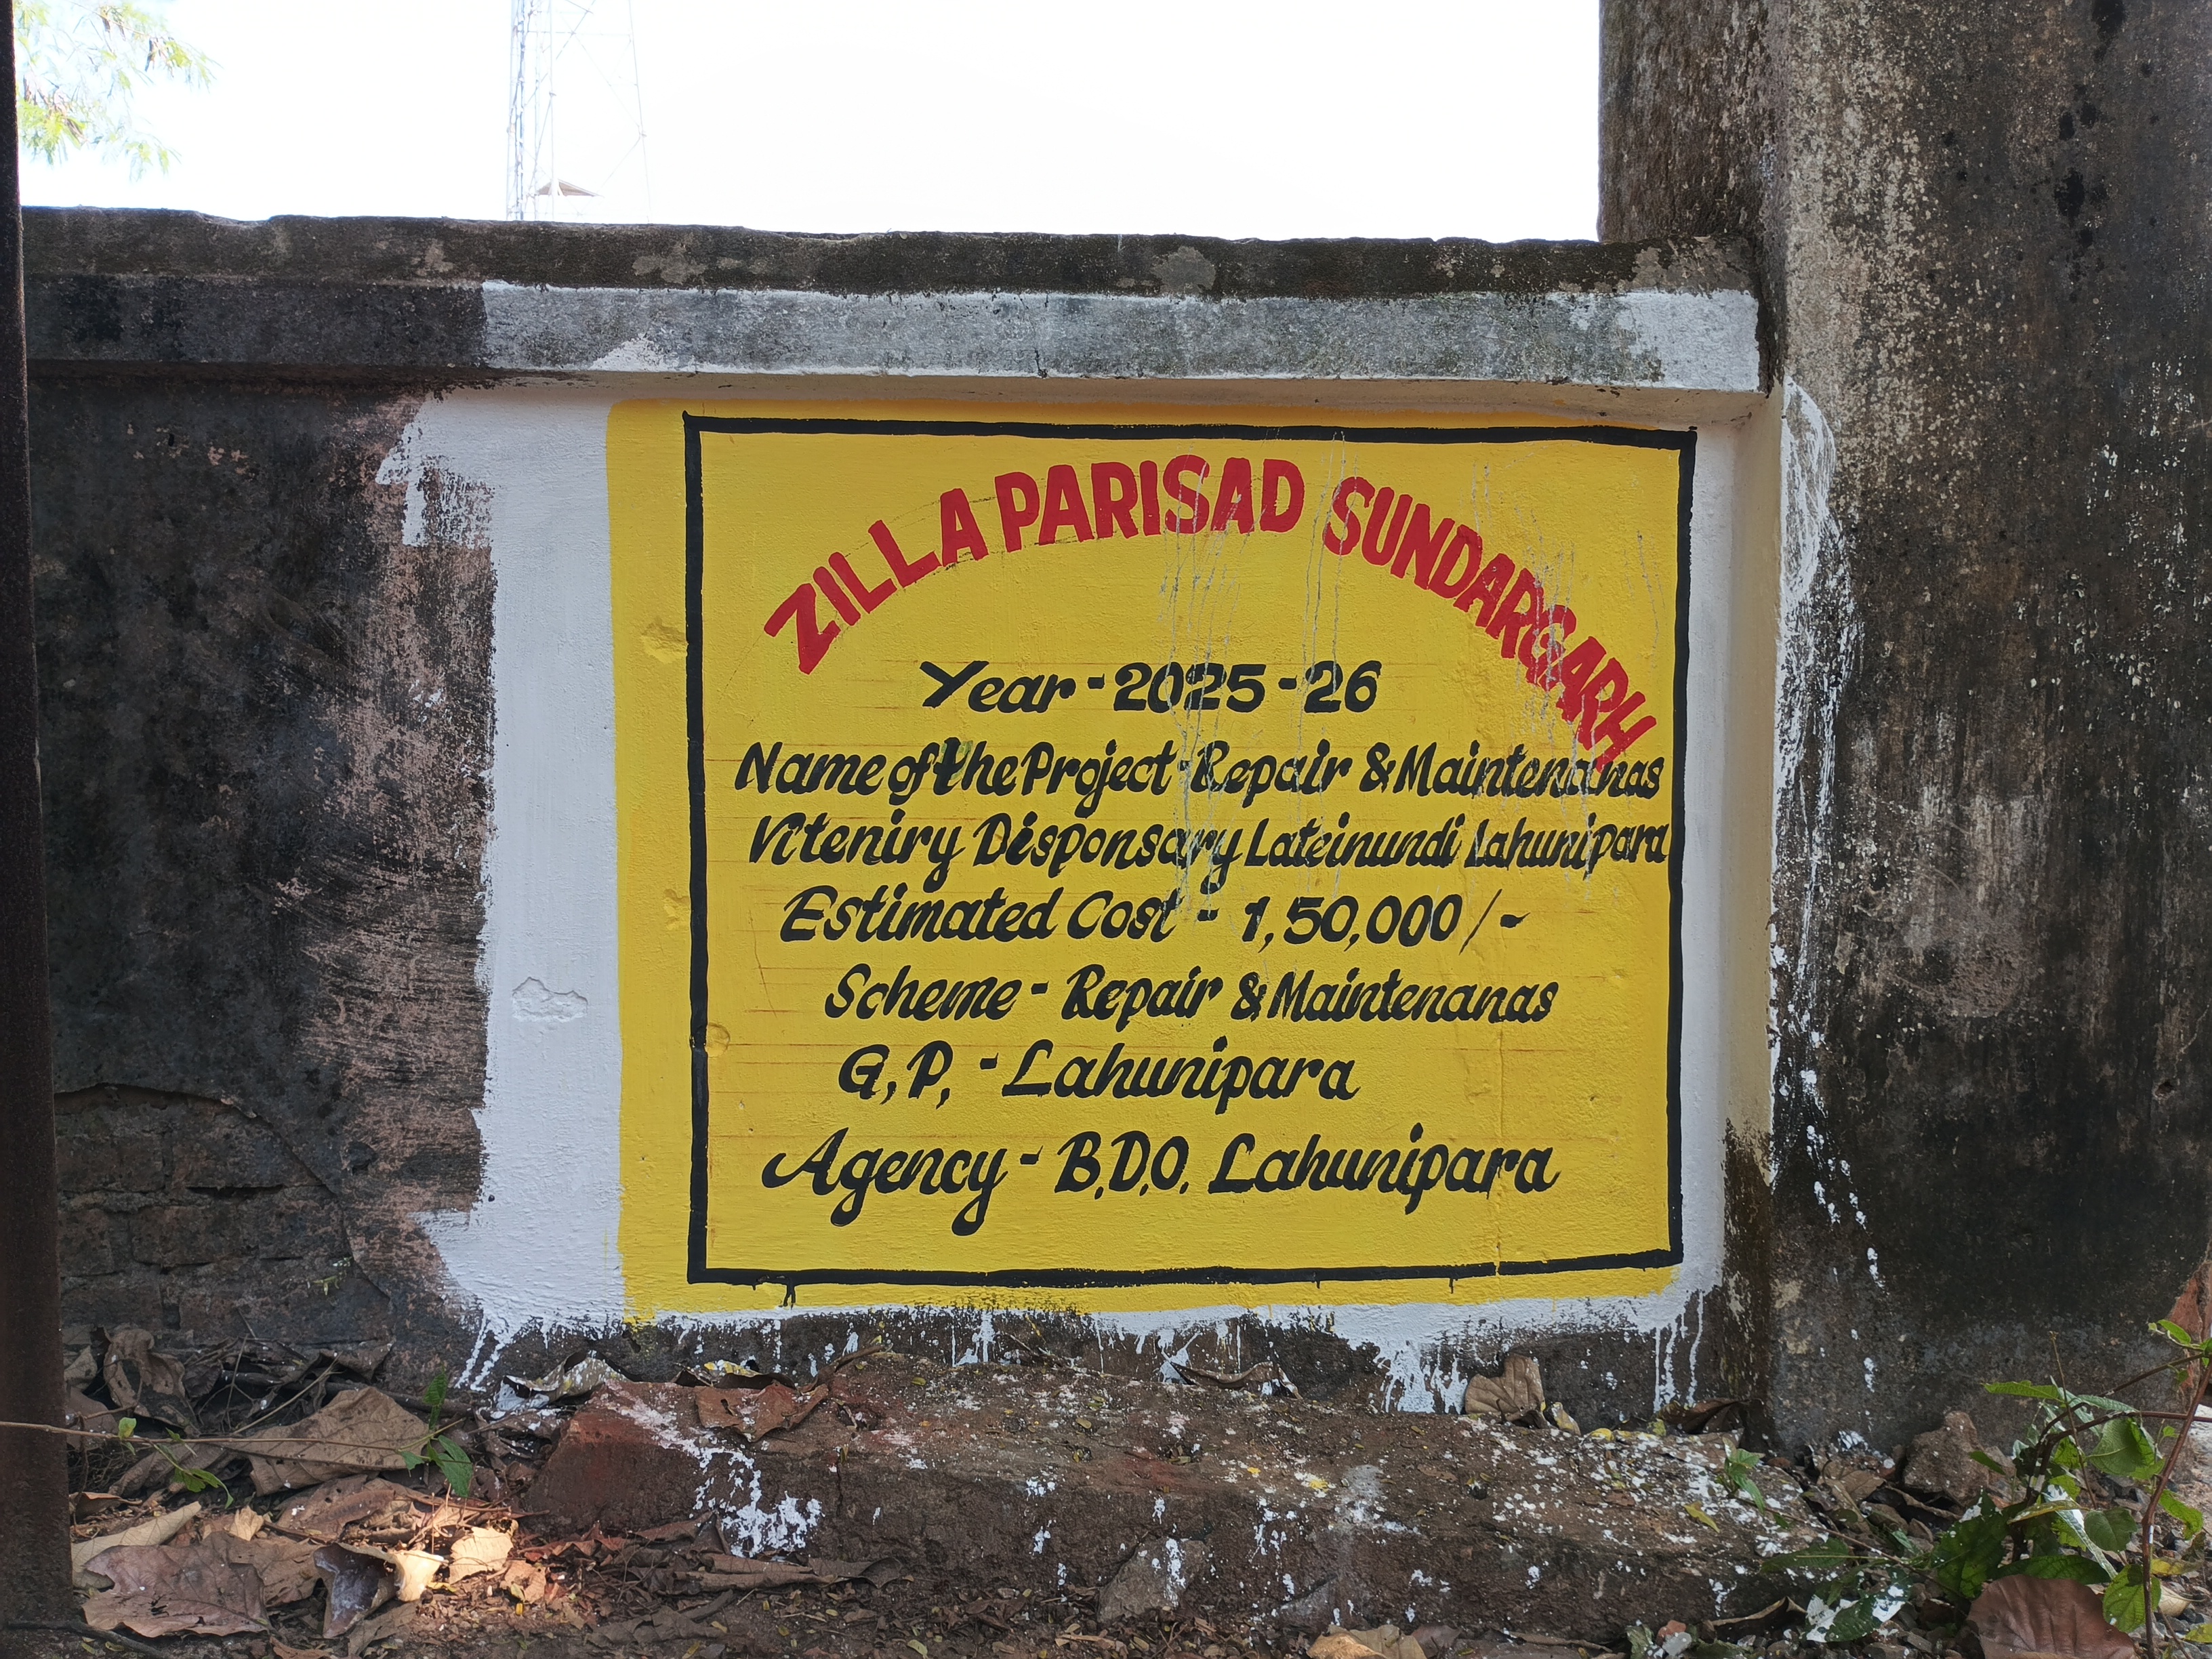 ZILLA PARISAD SUNDARGARH
Year - 2025 - 26
Name of the Project - Repair & Maintenanas
Viteniry Disponsary Lateinundi Lahunipara
Estimated Cost - 1,50,000/-
Scheme - Repair & Maintenanas
G,P, - Lahunipara
Agency - B.D.O. Lahunipara